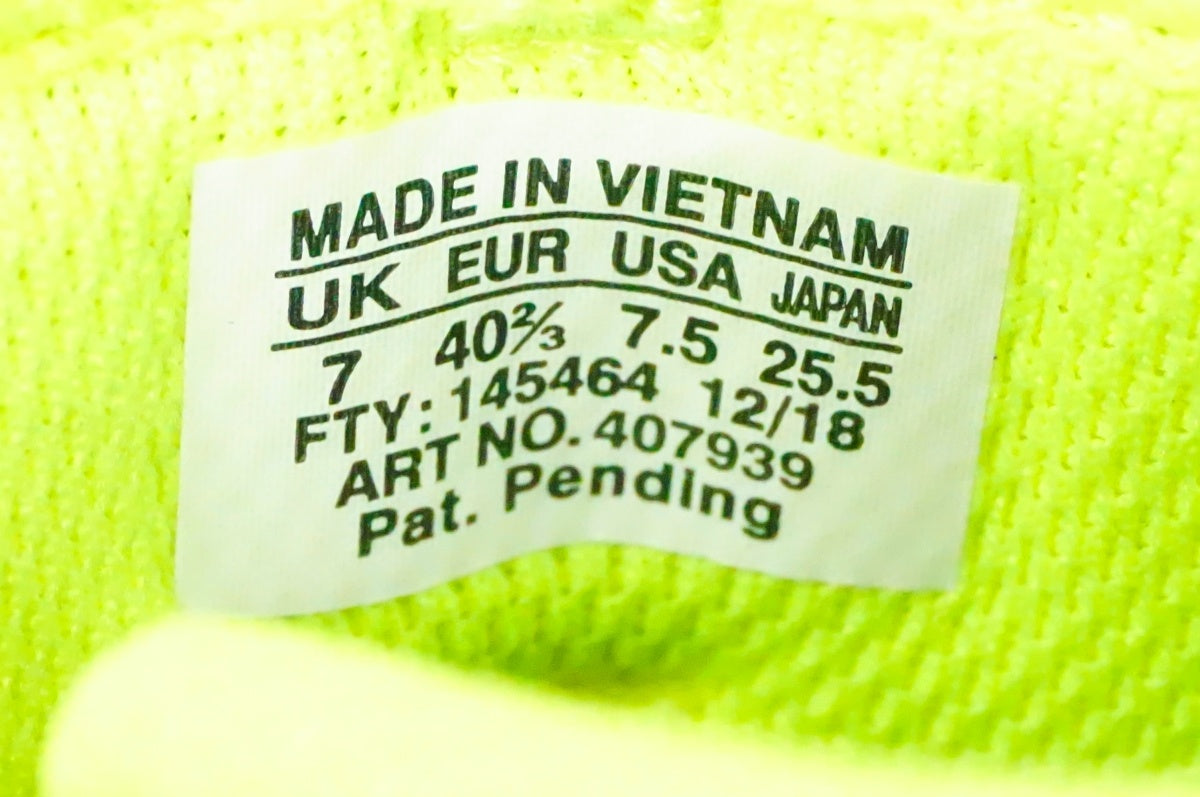 MADE IN VIETNAM
UK EUR USA JAPAN
7 40⅔ 7.5 25.5
FTY: 145464 12/18
ART NO. 407939
Pat. Pending